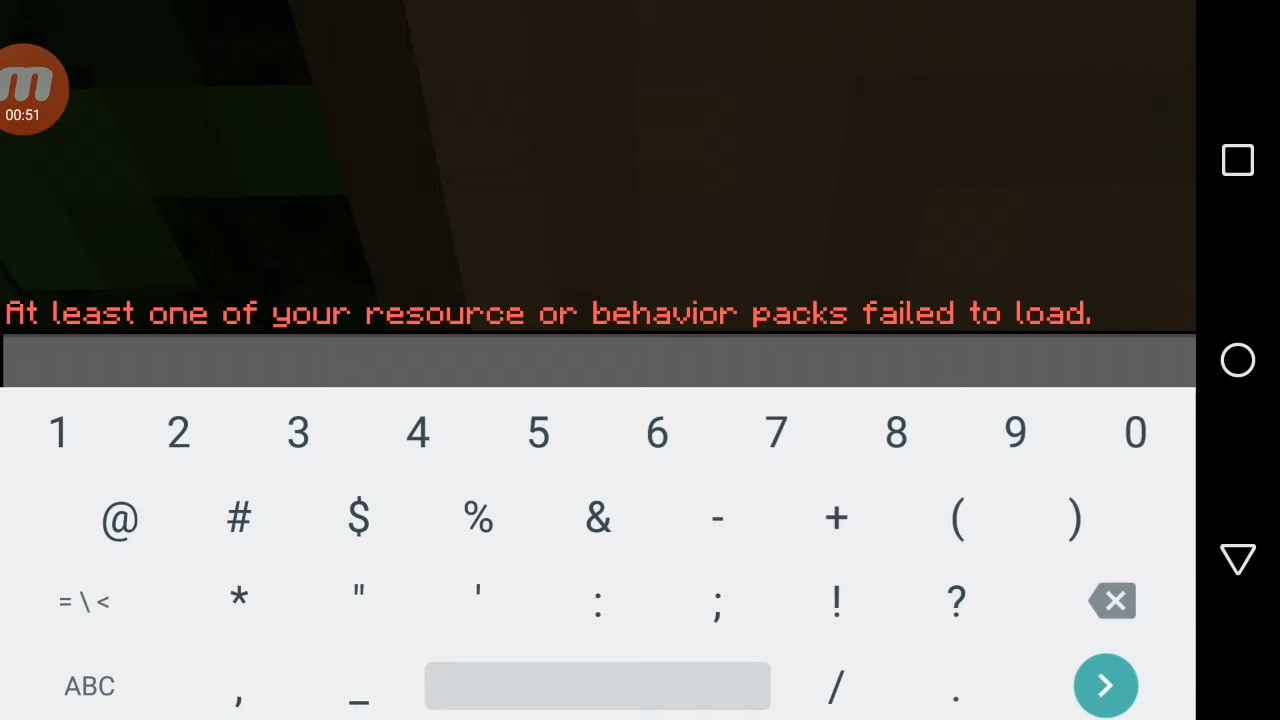 m
00:51
At least one of your resource or behavior packs failed to load.
1 2 3 4 5 6 7 8 9 0
@ # $ % & - + ( )
= \ < * " ' : ; ! ?
ABC , _ / .